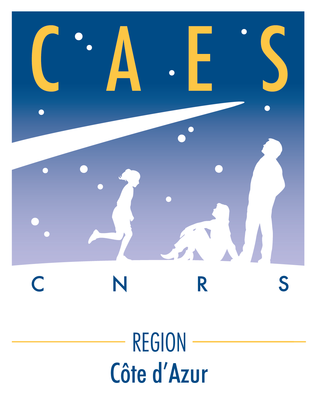 CAES
CNRS
REGION
Côte d'Azur